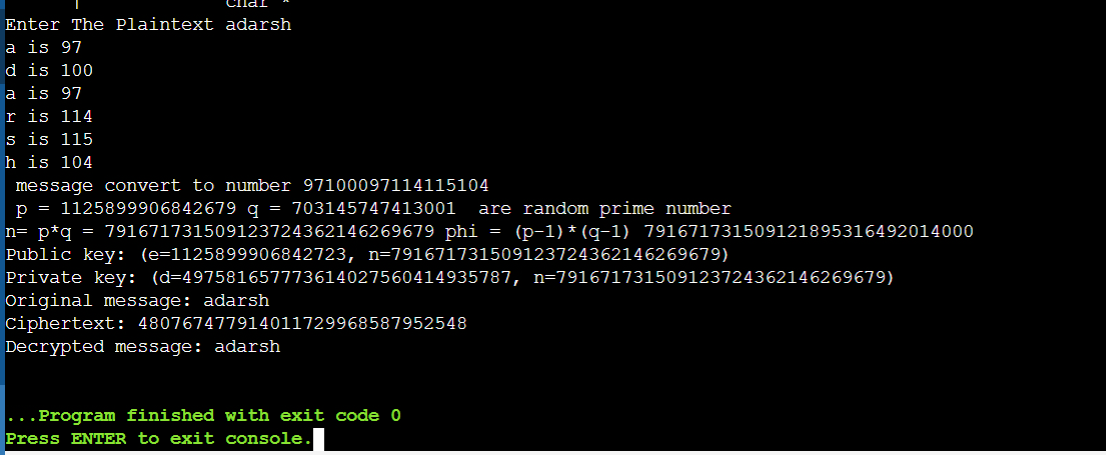 | char *
Enter The Plaintext adarsh
a is 97
d is 100
a is 97
r is 114
s is 115
h is 104
message convert to number 97100097114115104
p = 1125899906842679 q = 703145747413001 are random prime number
n= p*q = 791671731509123724362146269679 phi = (p-1)*(q-1) 791671731509121895316492014000
Public key: (e=1125899906842723, n=791671731509123724362146269679)
Private key: (d=497581657773614027560414935787, n=791671731509123724362146269679)
Original message: adarsh
Ciphertext: 480767477914011729968587952548
Decrypted message: adarsh
...Program finished with exit code 0
Press ENTER to exit console.